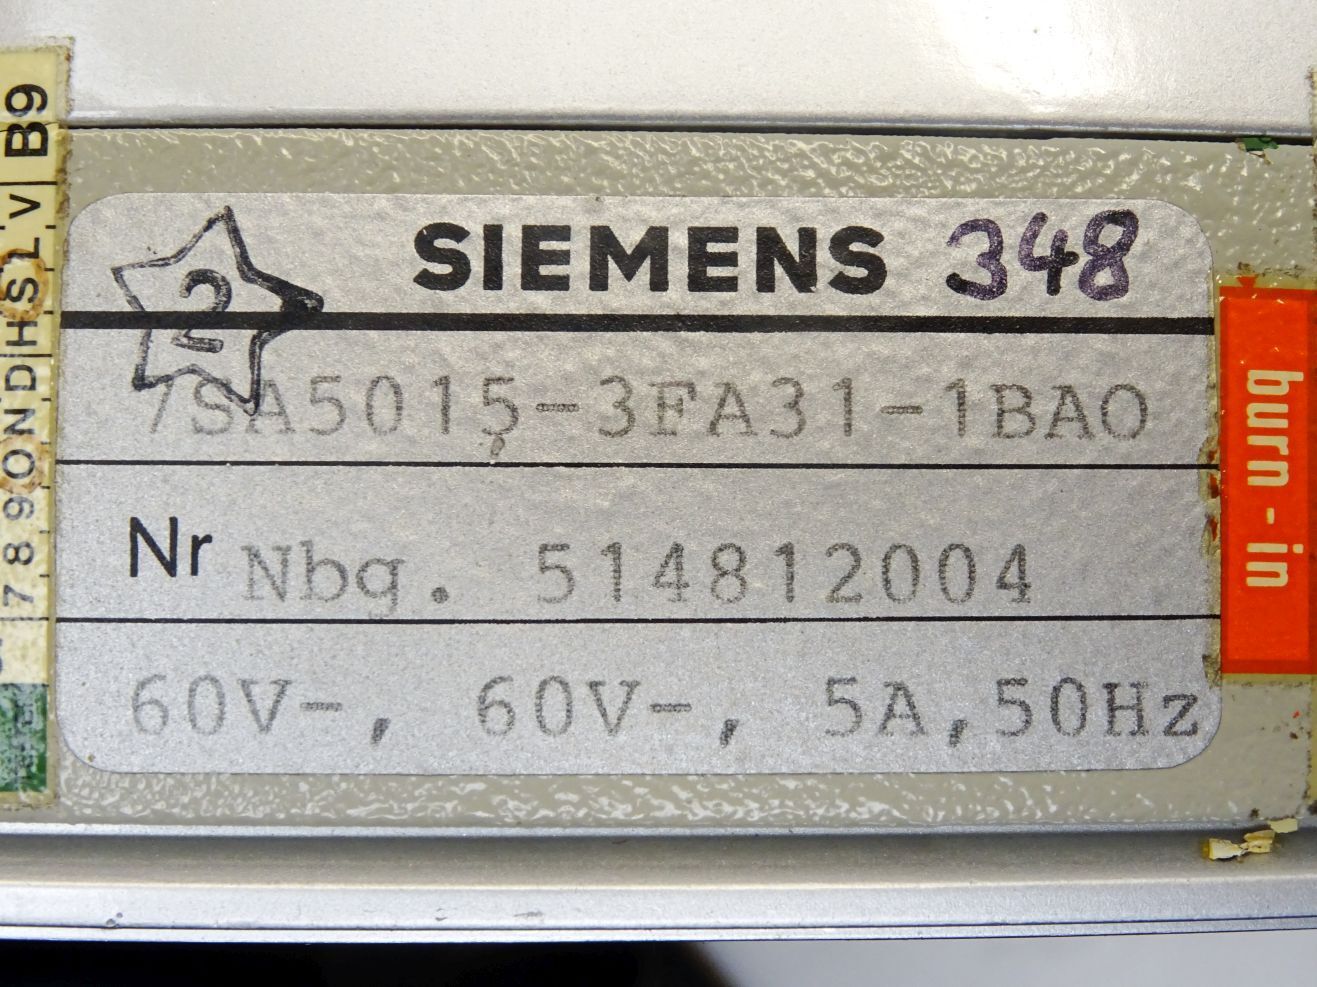 SIEMENS 348
2
7SA5015-3FA31-1BA0
Nr Nbg. 514812004
60V-, 60V-, 5A,50Hz
burn-in
7 8 9 O N D H S L V B9